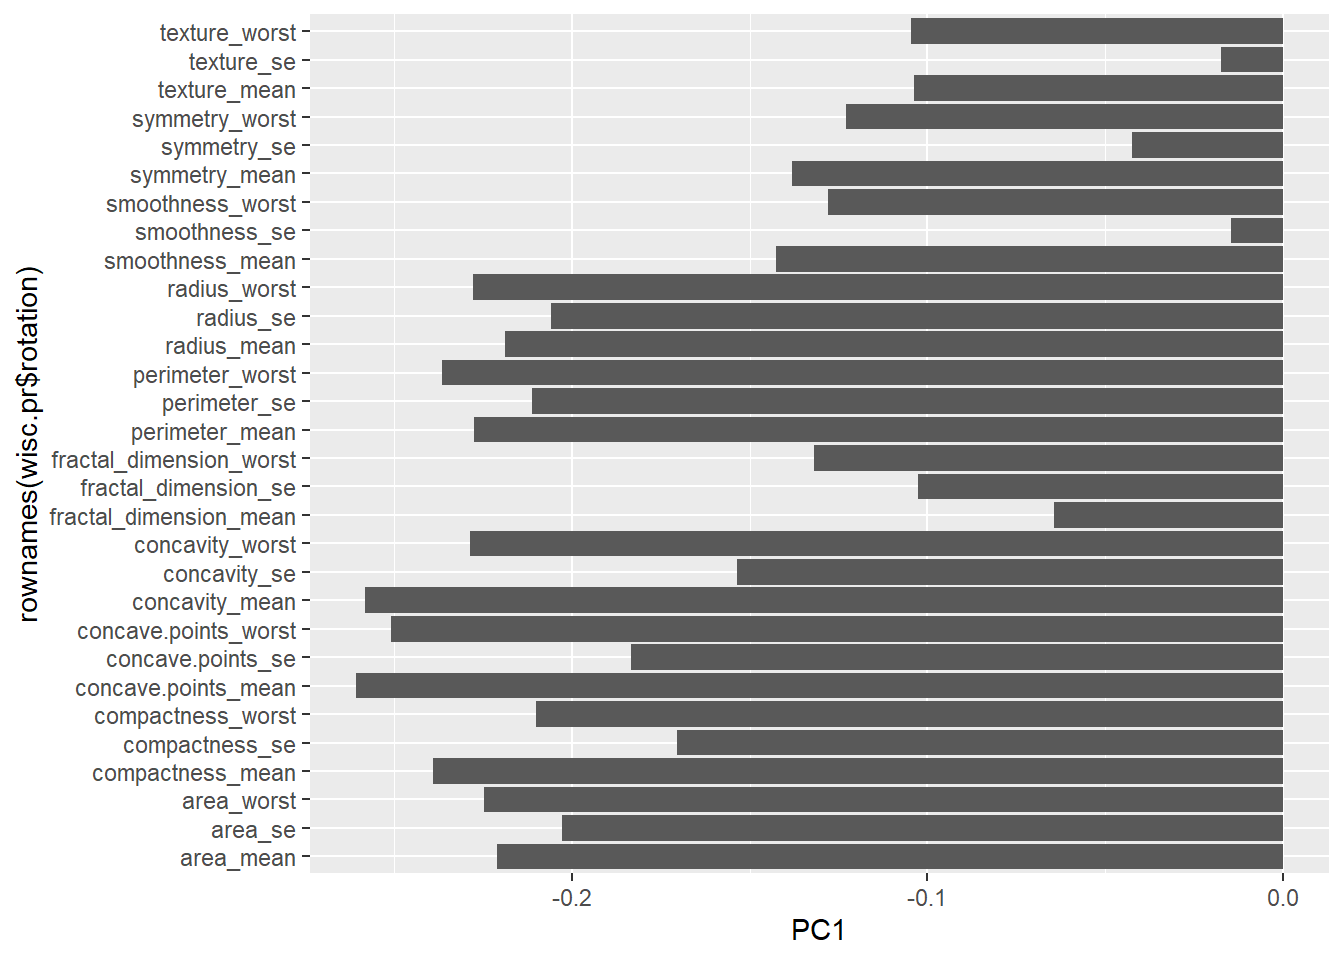 texture_worst
texture_se
texture_mean
symmetry_worst
symmetry_se
symmetry_mean
smoothness_worst
smoothness_se
smoothness_mean
radius_worst
radius_se
radius_mean
perimeter_worst
perimeter_se
perimeter_mean
fractal_dimension_worst
fractal_dimension_se
fractal_dimension_mean
concavity_worst
concavity_se
concavity_mean
concave.points_worst
concave.points_se
concave.points_mean
compactness_worst
compactness_se
compactness_mean
area_worst
area_se
area_mean
rownames(wisc.pr$rotation)
-0.2 -0.1 0.0
PC1